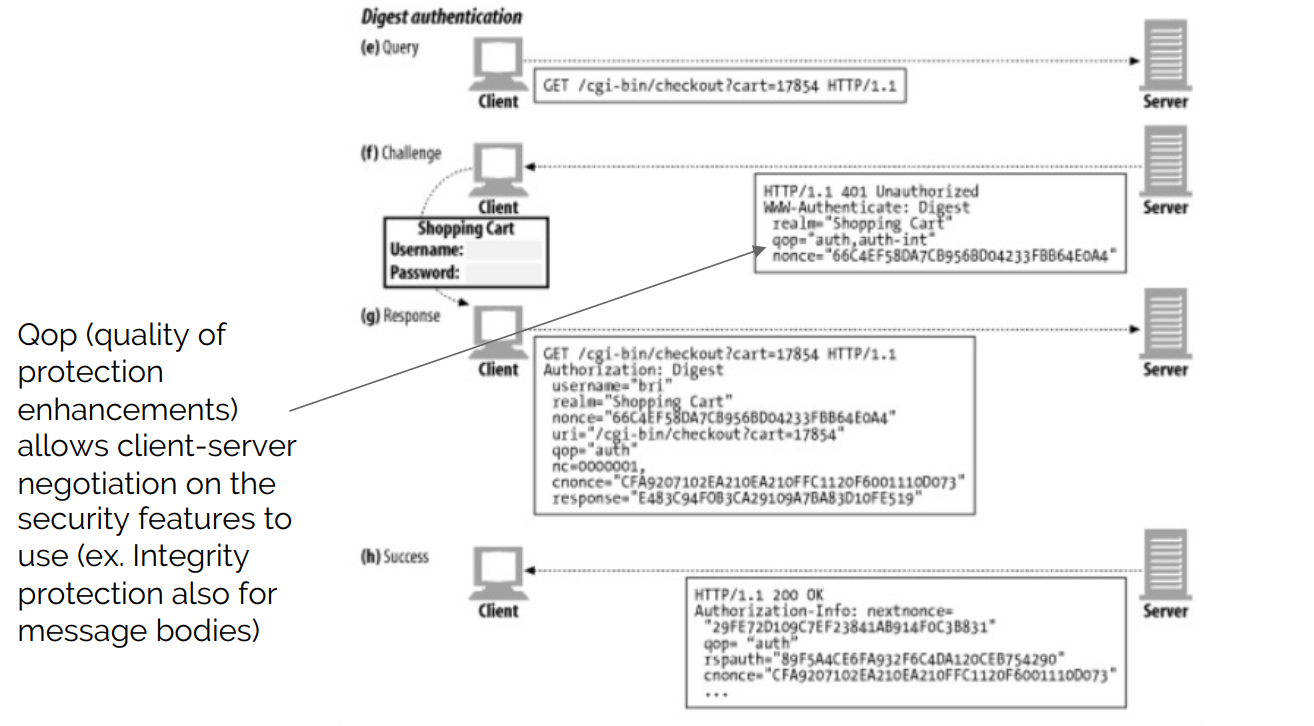 Digest authentication
(e) Query
GET /cgi-bin/checkout?cart=17854 HTTP/1.1
Client
Server
(f) Challenge
Client
Server
HTTP/1.1 401 Unauthorized
WWW-Authenticate: Digest
realm="Shopping Cart"
qop="auth,auth-int"
nonce="66C4EF58DA7CB956BD04233FBB64E0A4"
Shopping Cart
Username:
Password:
(g) Response
Client
Server
GET /cgi-bin/checkout?cart=17854 HTTP/1.1
Authorization: Digest
username="bri"
realm="Shopping Cart"
nonce="66C4EF58DA7CB956BD04233FBB64E0A4"
uri="/cgi-bin/checkout?cart=17854"
qop="auth"
nc=0000001,
cnonce="CFA9207102EA210EA210FFC1120F6001110D073"
response="E483C94F0B3CA29109A7BA83D10FE519"
Qop (quality of
protection
enhancements)
allows client-server
negotiation on the
security features to
use (ex. Integrity
protection also for
message bodies)
(h) Success
Client
Server
HTTP/1.1 200 OK
Authorization-Info: nextnonce=
"29FE72D109C7EF23841AB914F0C3B831"
qop= “auth"
rspauth="89F5A4CE6FA932F6C4DA120CEB754290"
cnonce="CFA9207102EA210EA210FFC1120F6001110D073"
...